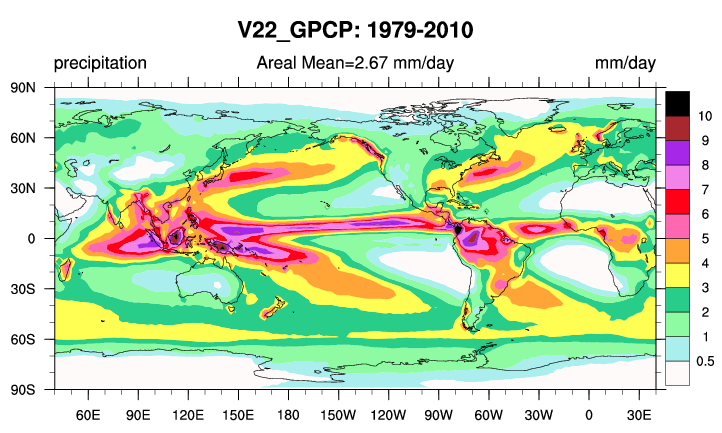 V22_GPCP: 1979-2010
precipitation Areal Mean=2.67 mm/day mm/day
90N
60N
30N
0
30S
60S
90S
60E 90E 120E 150E 180 150W 120W 90W 60W 30W 0 30E
10
9
8
7
6
5
4
3
2
1
0.5